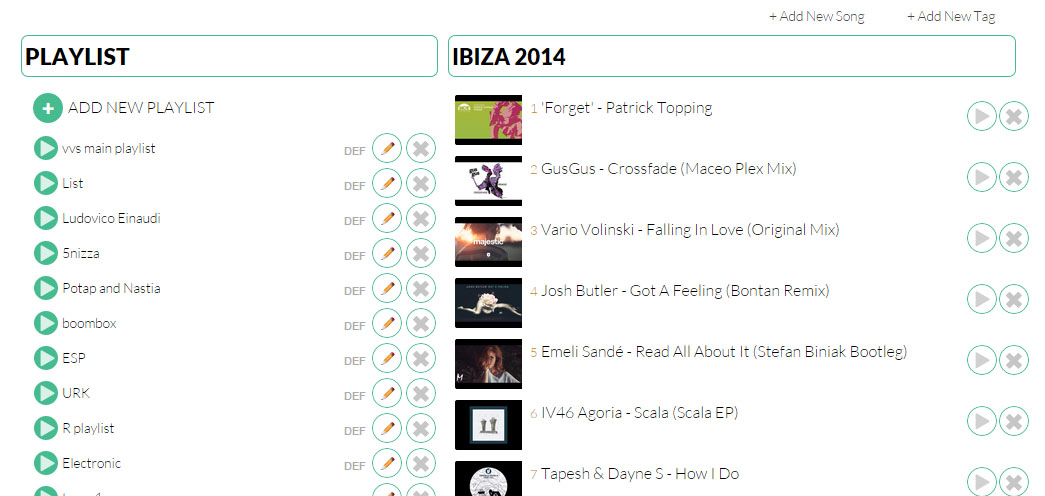 + Add New Song + Add New Tag
PLAYLIST
ADD NEW PLAYLIST
vvs main playlist DEF
List DEF
Ludovico Einaudi DEF
5nizza DEF
Potap and Nastia DEF
boombox DEF
ESP DEF
URK DEF
R playlist DEF
Electronic DEF
IBIZA 2014
1 'Forget' - Patrick Topping
2 GusGus - Crossfade (Maceo Plex Mix)
3 Vario Volinski - Falling In Love (Original Mix)
majestic
4 Josh Butler - Got A Feeling (Bontan Remix)
5 Emeli Sandé - Read All About It (Stefan Biniak Bootleg)
6 IV46 Agoria - Scala (Scala EP)
7 Tapesh & Dayne S - How I Do